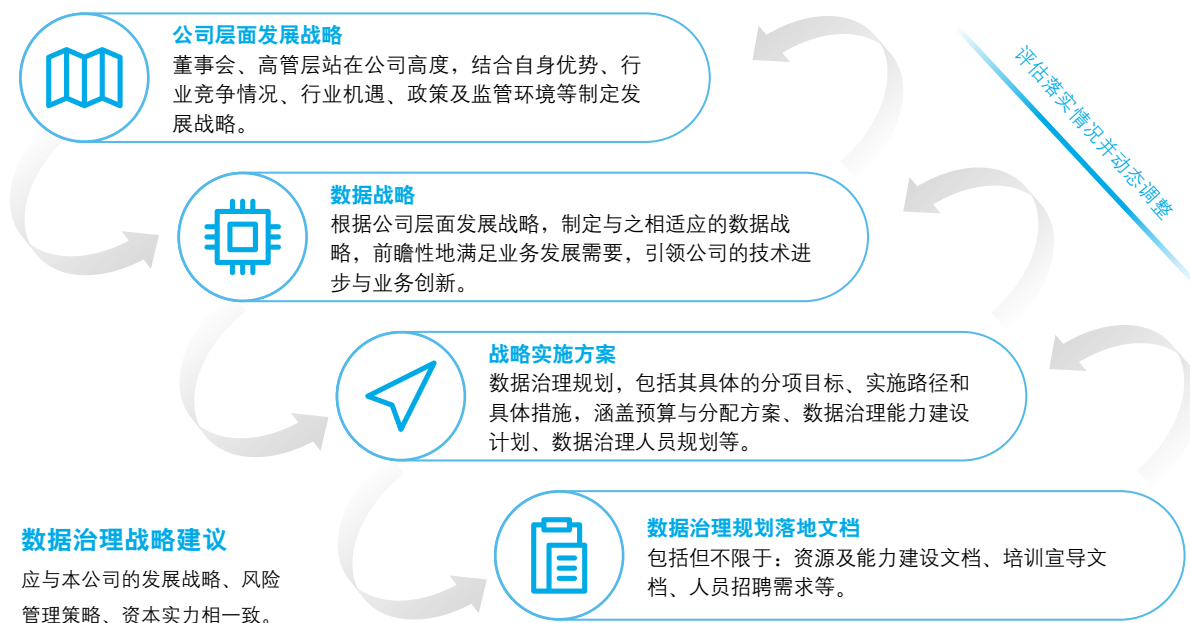 公司层面发展战略
董事会、高管层站在公司高度，结合自身优势、行
业竞争情况、行业机遇、政策及监管环境等制定发
展战略。
评估落实情况并动态调整
数据战略
根据公司层面发展战略，制定与之相适应的数据战
略，前瞻性地满足业务发展需要，引领公司的技术进
步与业务创新。
战略实施方案
数据治理规划，包括其具体的分项目标、实施路径和
具体措施，涵盖预算与分配方案、数据治理能力建设
计划、数据治理人员规划等。
数据治理规划落地文档
包括但不限于：资源及能力建设文档、培训宣导文
档、人员招聘需求等。
数据治理战略建议
应与本公司的发展战略、风险
管理策略、资本实力相一致。